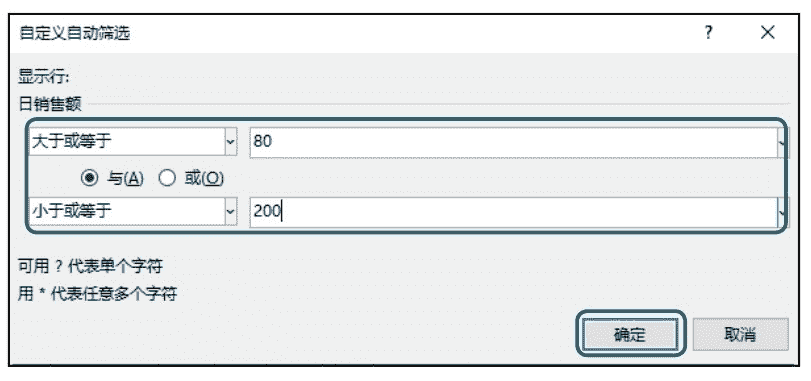 自定义自动筛选 ?
显示行:
日销售额
大于或等于 80
与(A) 或(O)
小于或等于 200
可用 ? 代表单个字符
用 * 代表任意多个字符
确定 取消